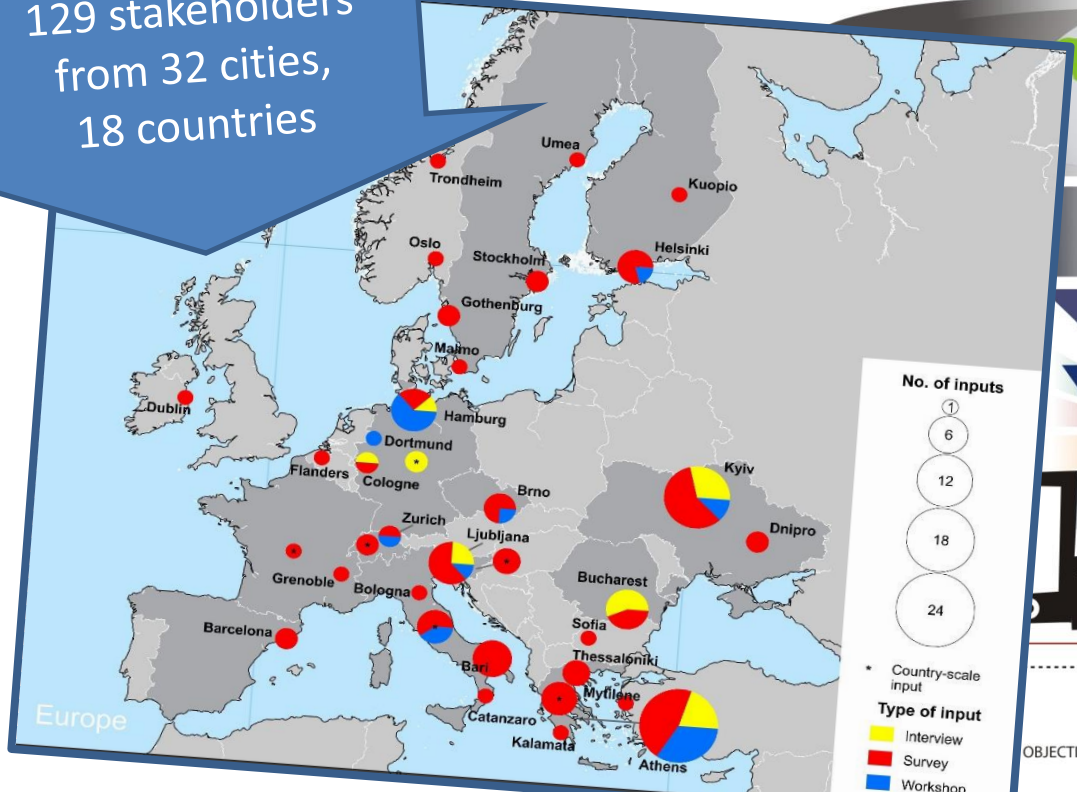 129 stakeholders
from 32 cities,
18 countries
Umea
Trondheim
Kuopio
Oslo
Helsinki
Stockholm
Gothenburg
Malmo
Dublin
Hamburg
Dortmund
Flanders
Cologne
Kyiv
Brno
Zurich
Dnipro
Ljubljana
Grenoble
Bucharest
Bologna
Barcelona
Sofia
Thessaloniki
Bari
Mytilene
Catanzaro
Kalamata
Athens
Europe
No. of inputs
1
6
12
18
24
* Country-scale
input
Type of input
Interview
Survey
Workshop
OBJECTI